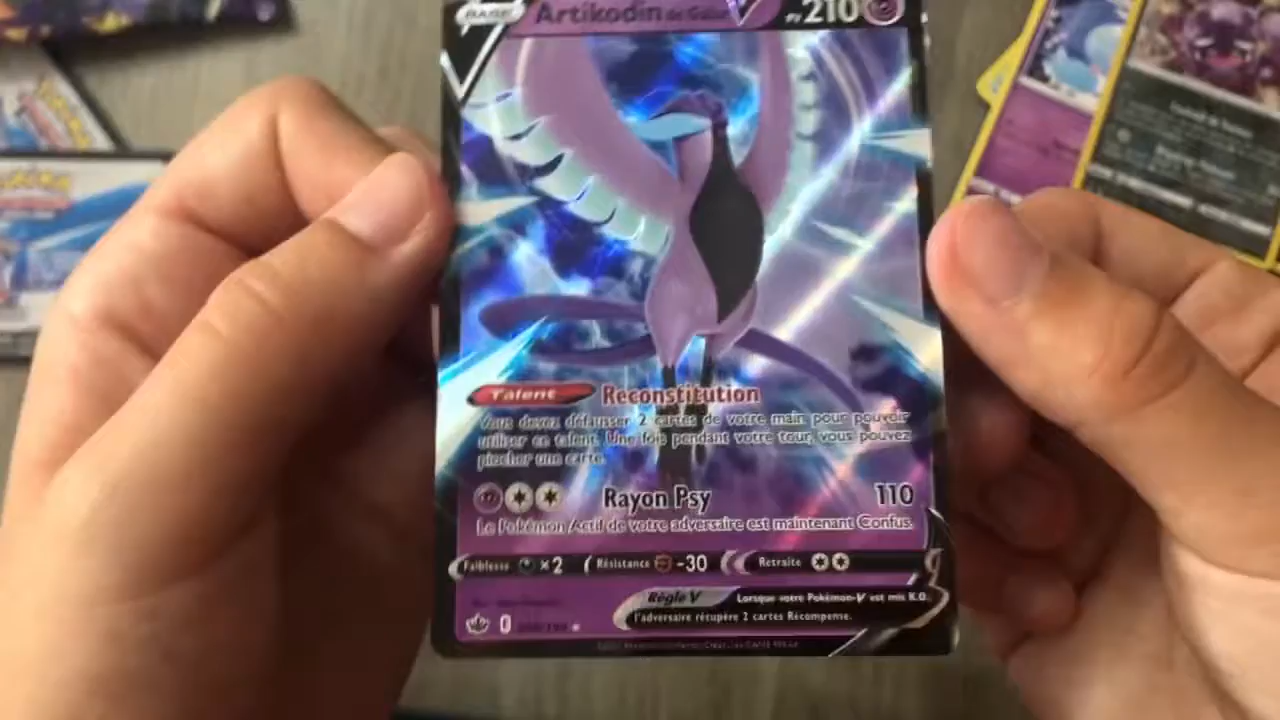 BASE Artikodin de Galar PV 210
Talent Reconstitution
Vous devez défausser 2 cartes de votre main pour pouvoir
utiliser ce talent. Une fois pendant votre tour, vous pouvez
piocher une carte.
Rayon Psy 110
Le Pokémon Actif de votre adversaire est maintenant Confus.
Faiblesse ×2 Résistance -30 Retraite
Règle V Lorsque votre Pokémon-V est mis K.O.,
l'adversaire récupère 2 cartes Récompense.